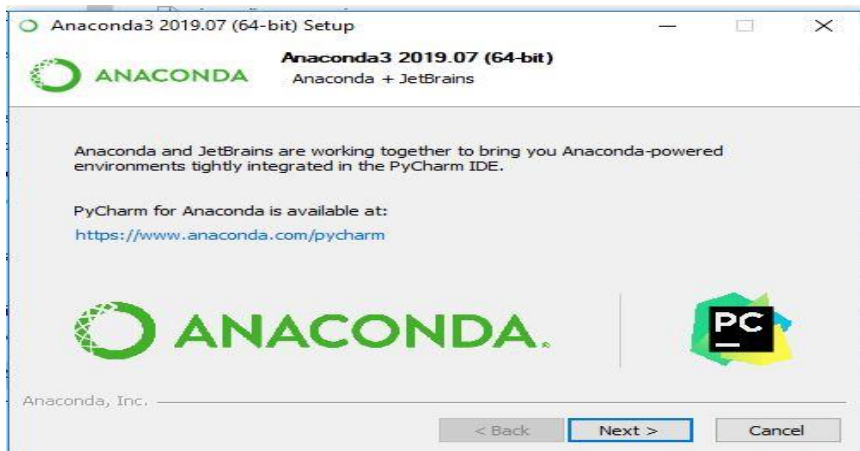 Anaconda3 2019.07 (64-bit) Setup
ANACONDA
Anaconda3 2019.07 (64-bit)
Anaconda + JetBrains
Anaconda and JetBrains are working together to bring you Anaconda-powered
environments tightly integrated in the PyCharm IDE.
PyCharm for Anaconda is available at:
https://www.anaconda.com/pycharm
ANACONDA.
PC
Anaconda, Inc.
< Back
Next >
Cancel